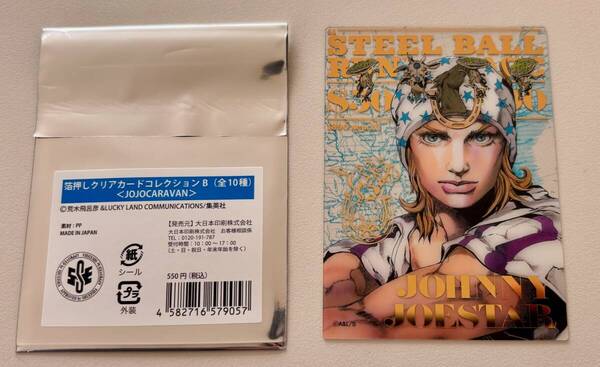 箔押しクリアカードコレクション B（全10種）
＜JOJOCARAVAN＞
©荒木飛呂彦 &LUCKY LAND COMMUNICATIONS/集英社
素材：PP
MADE IN JAPAN
【発売元】大日本印刷株式会社
大日本印刷株式会社 お客様相談係
TEL：0120-191-787
受付時間：10：00～17：00
（土・日・祝日・年末年始を除く）
紙
シール
プラ
外装
550円（税込）
4 582716 579057
STEEL BALL
JOHNNY
JOESTAR